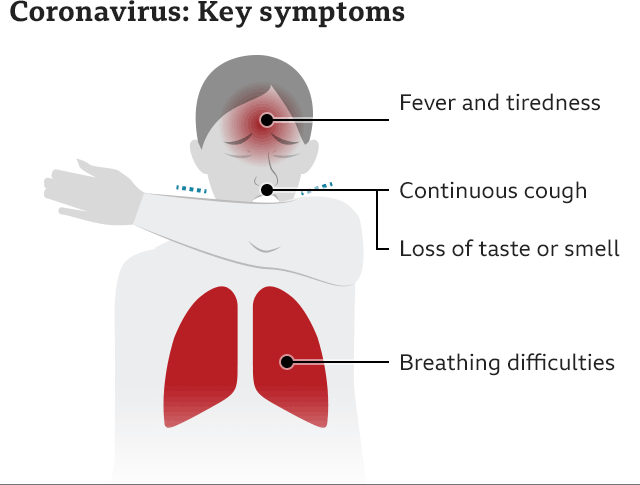 Coronavirus: Key symptoms
Fever and tiredness
Continuous cough
Loss of taste or smell
Breathing difficulties